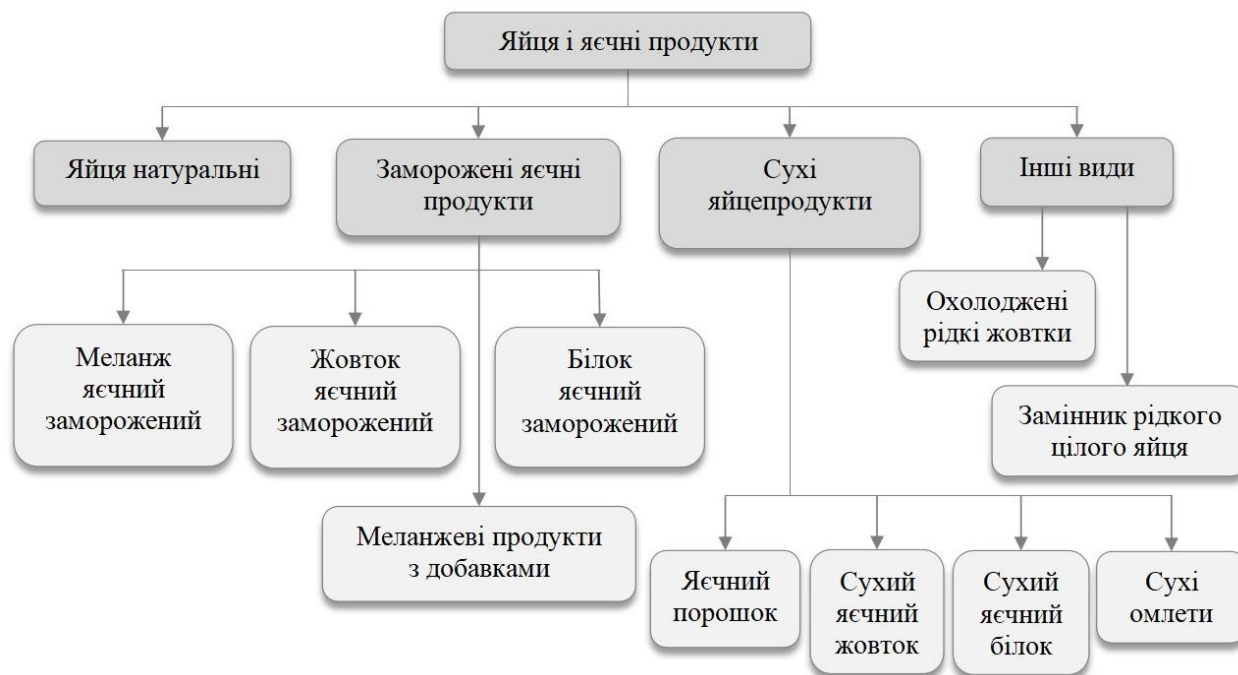 Яйця і яєчні продукти
Яйця натуральні
Заморожені яєчні
продукти
Сухі
яйцепродукти
Інші види
Охолоджені
рідкі жовтки
Меланж
яєчний
заморожений
Жовток
яєчний
заморожений
Білок
яєчний
заморожений
Замінник рідкого
цілого яйця
Меланжеві продукти
з добавками
Яєчний
порошок
Сухий
яєчний
жовток
Сухий
яєчний
білок
Сухі
омлети